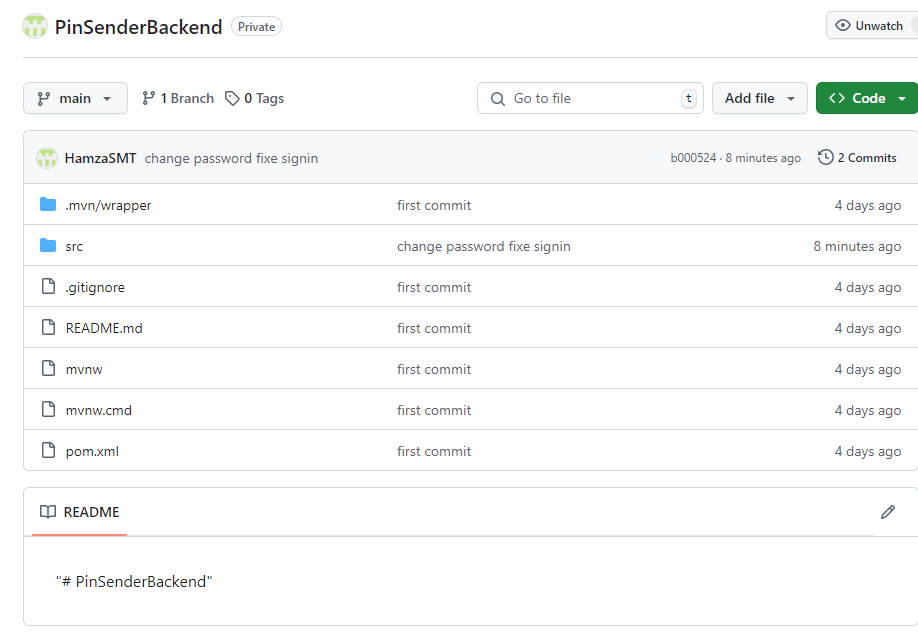 PinSenderBackend Private Unwatch
main 1 Branch 0 Tags Go to file t Add file Code
HamzaSMT change password fixe signin b000524 · 8 minutes ago 2 Commits
.mvn/wrapper first commit 4 days ago
src change password fixe signin 8 minutes ago
.gitignore first commit 4 days ago
README.md first commit 4 days ago
mvnw first commit 4 days ago
mvnw.cmd first commit 4 days ago
pom.xml first commit 4 days ago
README
"# PinSenderBackend"